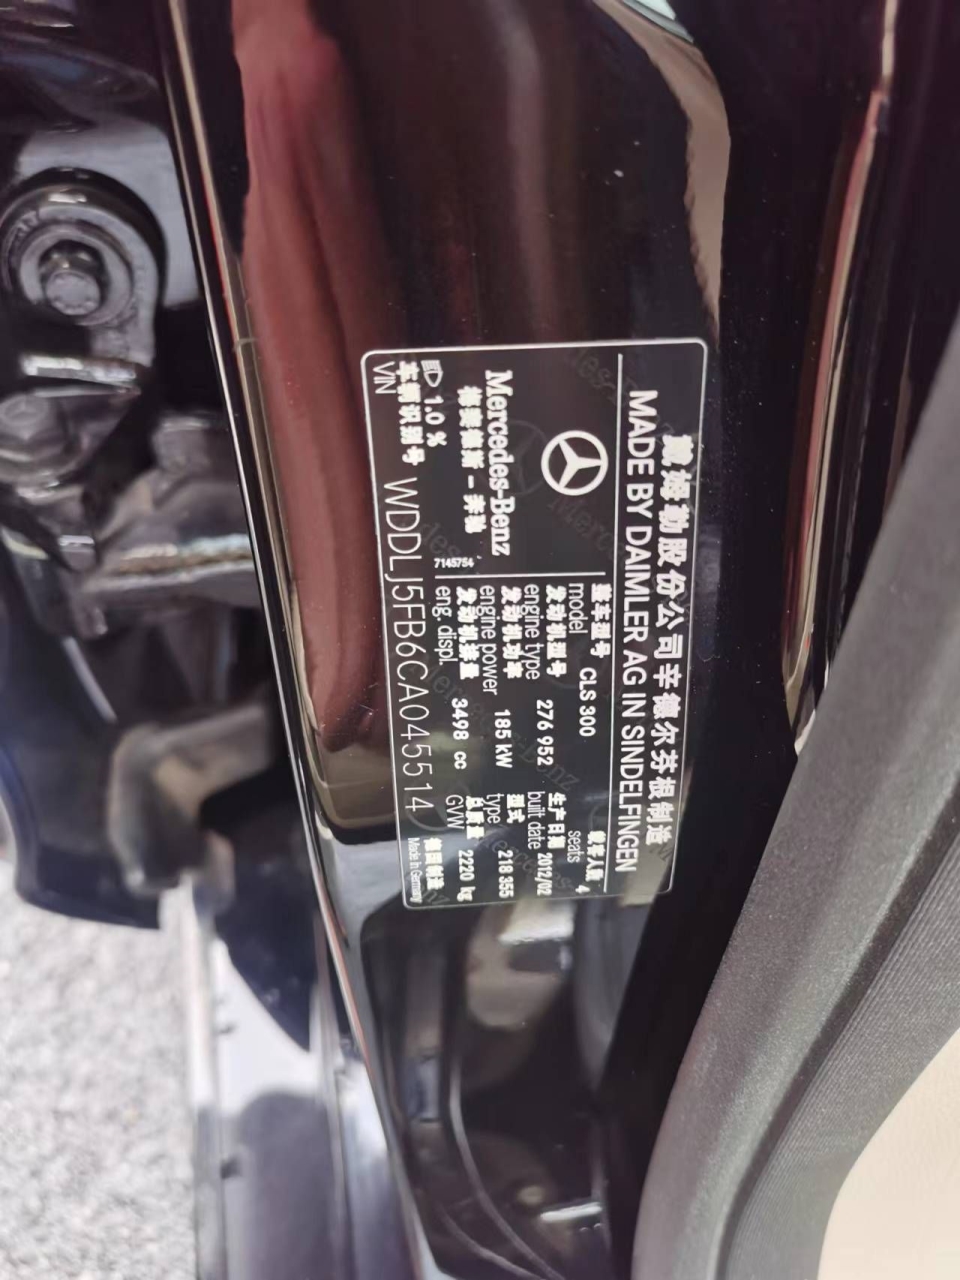 戴姆勒股份公司辛德尔芬根制造
MADE BY DAIMLER AG IN SINDELFINGEN
Mercedes-Benz
梅赛德斯-奔驰
7145754
整车型号
model
CLS 300
乘客人数
seats
4
发动机型号
engine type
276 952
生产日期
built date
2012/02
发动机功率
engine power
185 kW
型式
type
218 355
发动机排量
eng. displ.
3498 cc
总质量
GVW
2220 kg
1.0 %
车辆识别号
VIN
WDDLJ5FB6CA045514
德国制造
Made in Germany